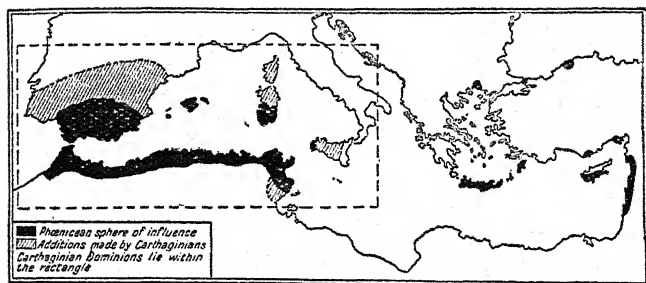 Phœnicean sphere of influence
Additions made by Carthaginians
Carthaginian Dominions lie within
the rectangle